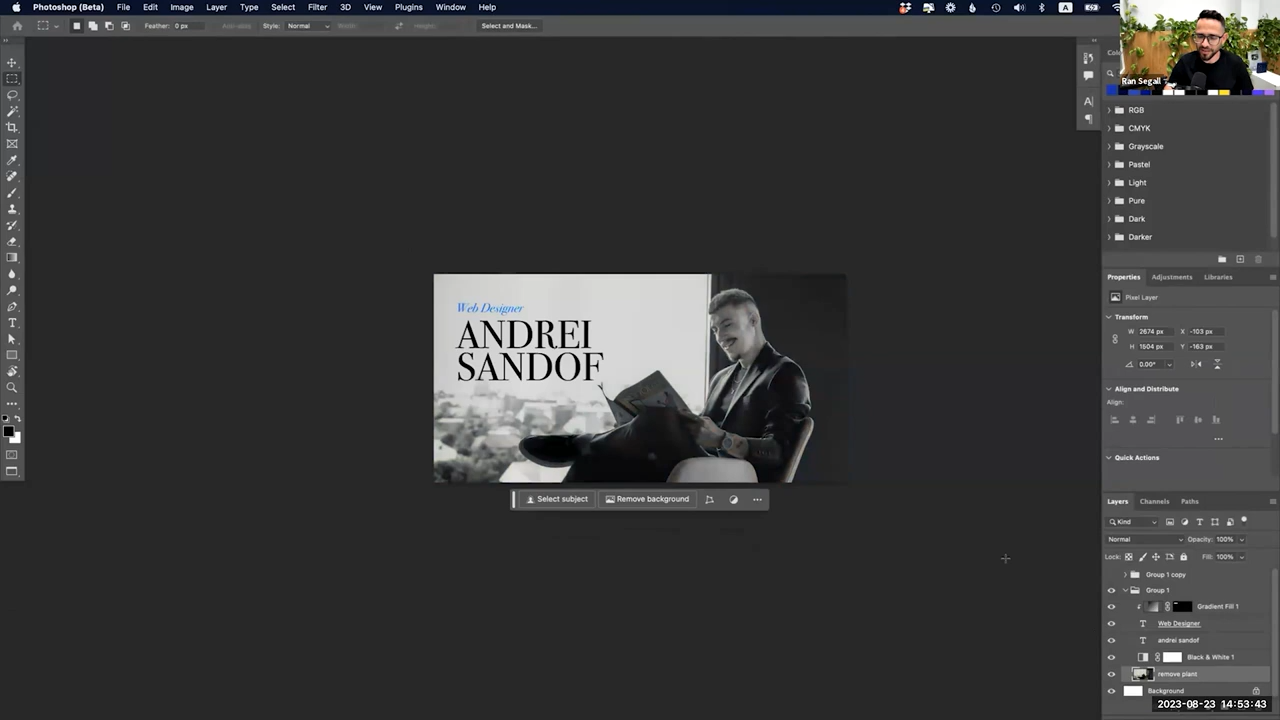 Photoshop (Beta) File Edit Image Layer Type Select Filter 3D View Plugins Window Help
Feather: 0 px Style: Normal Select and Mask...
Ran Segall
RGB
CMYK
Grayscale
Pastel
Light
Pure
Dark
Darker
Properties Adjustments Libraries
Pixel Layer
Transform
W 2674 px X -103 px
H 1504 px Y -163 px
0.00°
Align and Distribute
Align:
Quick Actions
Web Designer
ANDREI
SANDOF
Select subject Remove background
Layers Channels Paths
Kind
Normal Opacity: 100%
Lock: Fill: 100%
Group 1 copy
Group 1
Gradient Fill 1
Web Designer
andrei sandof
Black & White 1
remove plant
Background
2023-08-23 14:53:43